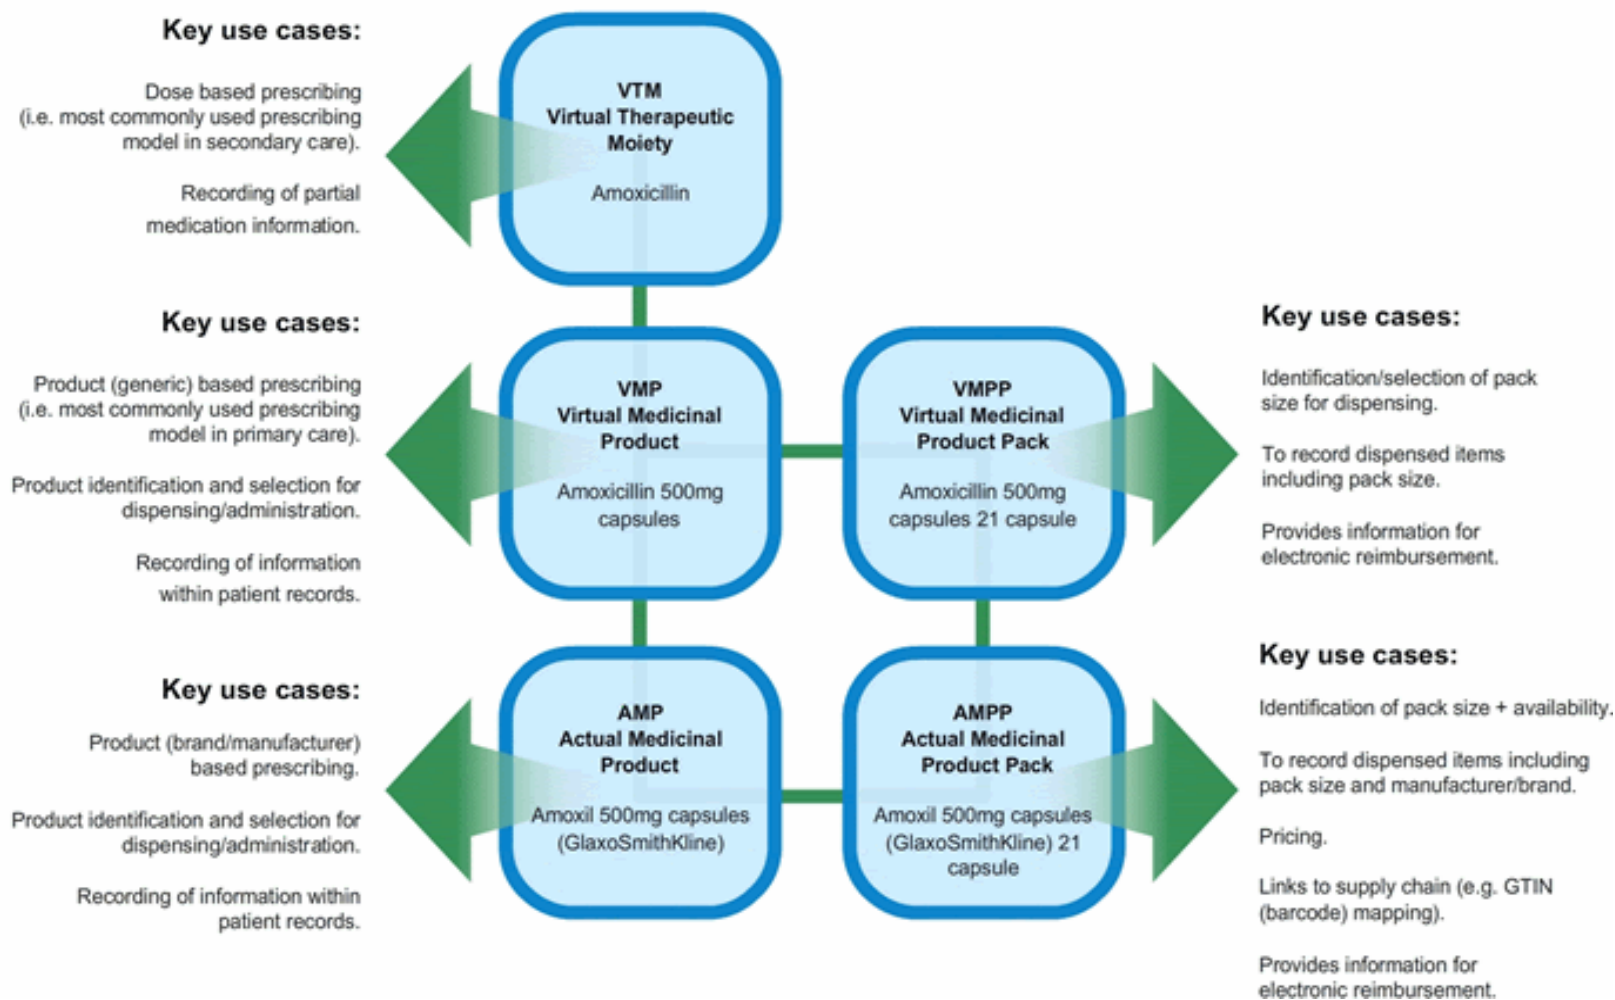 Key use cases:
Dose based prescribing
(i.e. most commonly used prescribing
model in secondary care).
Recording of partial
medication information.
VTM
Virtual Therapeutic
Moiety
Amoxicillin
Key use cases:
Product (generic) based prescribing
(i.e. most commonly used prescribing
model in primary care).
Product identification and selection for
dispensing/administration.
Recording of information
within patient records.
VMP
Virtual Medicinal
Product
Amoxicillin 500mg
capsules
VMPP
Virtual Medicinal
Product Pack
Amoxicillin 500mg
capsules 21 capsule
Key use cases:
Identification/selection of pack
size for dispensing.
To record dispensed items
including pack size.
Provides information for
electronic reimbursement.
Key use cases:
Product (brand/manufacturer)
based prescribing.
Product identification and selection for
dispensing/administration.
Recording of information within
patient records.
AMP
Actual Medicinal
Product
Amoxil 500mg capsules
(GlaxoSmithKline)
AMPP
Actual Medicinal
Product Pack
Amoxil 500mg capsules
(GlaxoSmithKline) 21
capsule
Key use cases:
Identification of pack size + availability.
To record dispensed items including
pack size and manufacturer/brand.
Pricing.
Links to supply chain (e.g. GTIN
(barcode) mapping).
Provides information for
electronic reimbursement.